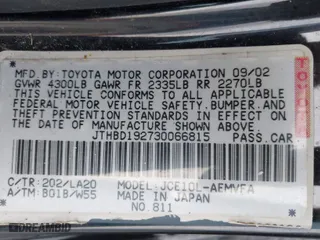 MFD. BY: TOYOTA MOTOR CORPORATION 09/02
GVWR 4300LB GAWR FR 2335LB RR 2270LB
THIS VEHICLE CONFORMS TO ALL APPLICABLE
FEDERAL MOTOR VEHICLE SAFETY, BUMPER, AND
THEFT PREVENTION STANDARDS IN EFFECT ON
THE DATE OF MANUFACTURE SHOWN ABOVE.
JTHBD192730066815 PASS. CAR
C/TR: 202/LA20 MODEL: JCE10L-AEMVFA
A/TM: B01B/W55 MADE IN JAPAN
NO. 811
TOYOTA